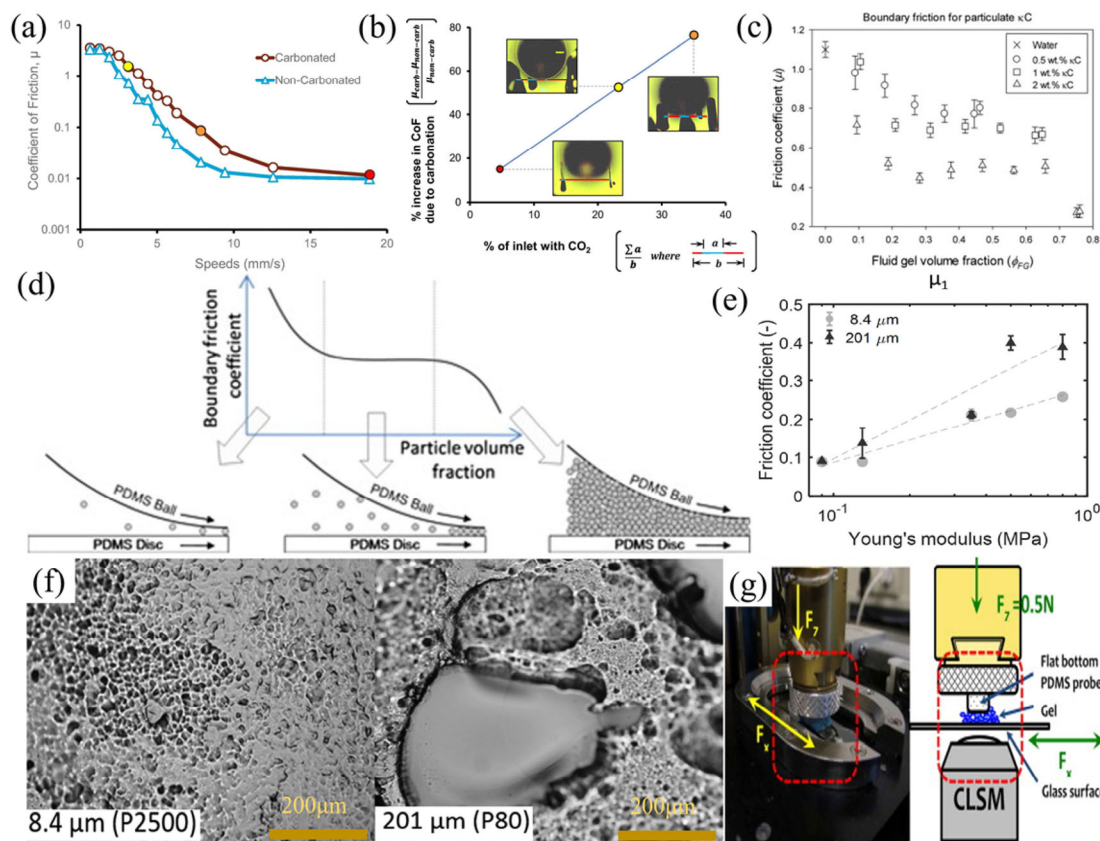 (a)
10
1
0.1
0.01
0.001
0
5
10
15
20
Coefficient of Friction, µ
Speeds (mm/s)
Carbonated
Non-Carbonated
(b)
80
60
40
20
0
0
10
20
30
40
% increase in CoF
due to carbonation
[ µcarb-µnon-carb / µnon-carb ]
% of inlet with CO2
( Σ a / b where a b )
(c)
Boundary friction for particulate κC
Water
0.5 wt.% κC
1 wt.% κC
2 wt.% κC
1.2
1.0
0.8
0.6
0.4
0.2
0.0
0.1
0.2
0.3
0.4
0.5
0.6
0.7
0.8
Friction coefficient (µ)
Fluid gel volume fraction (ϕFG)
µ1
(d)
Boundary friction
coefficient
Particle volume
fraction
PDMS Ball
PDMS Disc
PDMS Ball
PDMS Disc
PDMS Ball
PDMS Disc
(e)
8.4 µm
201 µm
0.5
0.4
0.3
0.2
0.1
0
10-1
100
Friction coefficient (-)
Young's modulus (MPa)
(f)
8.4 µm (P2500)
200µm
201 µm (P80)
200µm
(g)
F7
Fx
F7=0.5N
Flat bottom
PDMS probe
Gel
Fx
Glass surface
CLSM